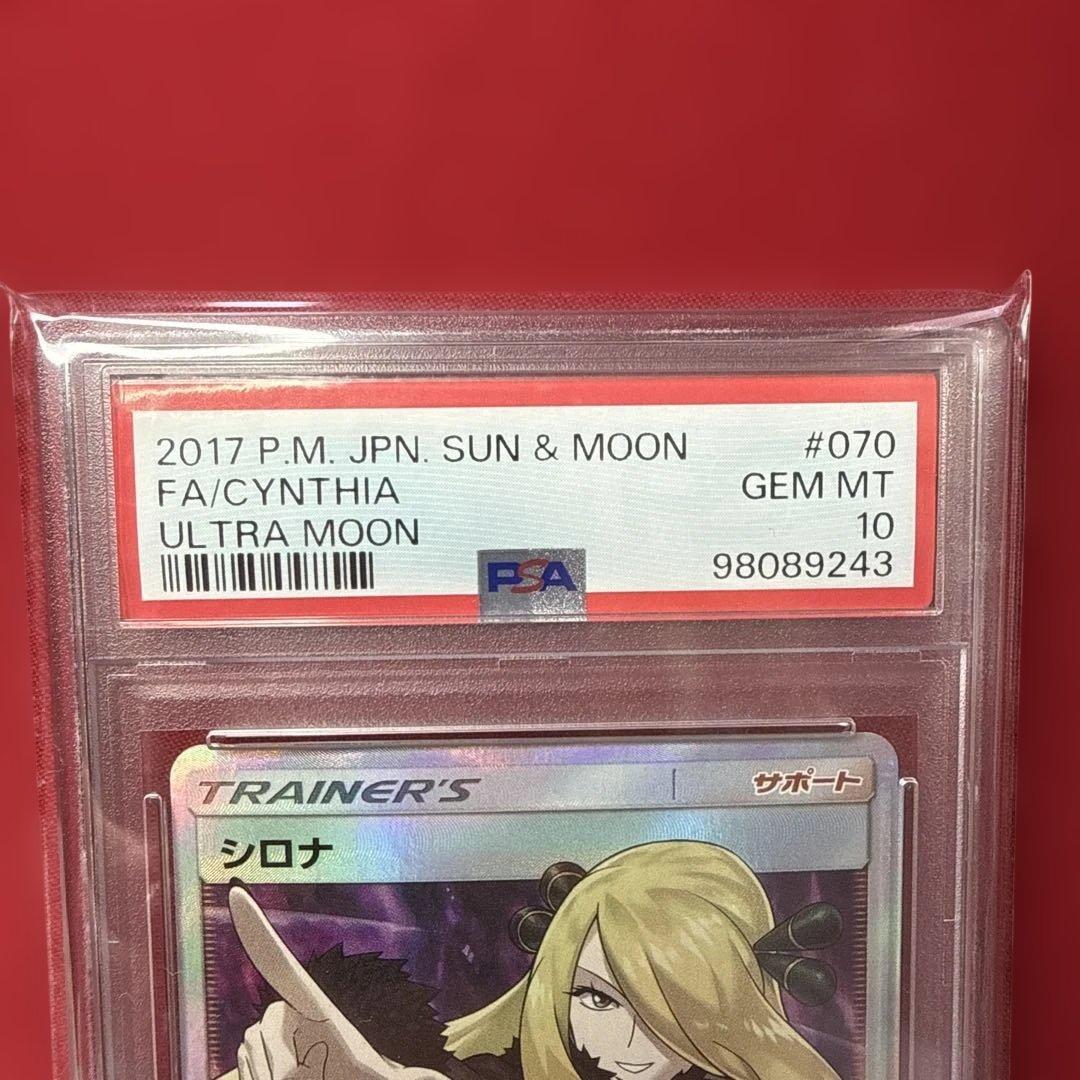 2017 P.M. JPN. SUN & MOON #070
FA/CYNTHIA GEM MT
ULTRA MOON 10
PSA 98089243
TRAINER'S サポート
シロナ